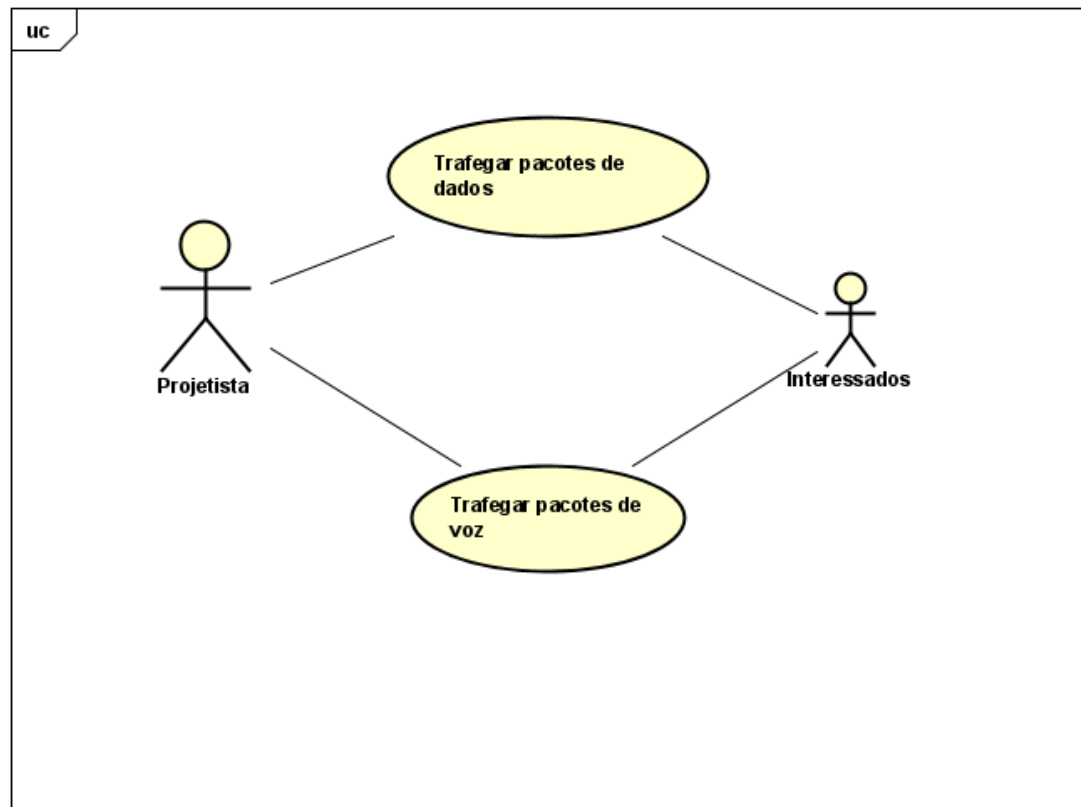 uc
Trafegar pacotes de
dados
Projetista
Interessados
Trafegar pacotes de
voz